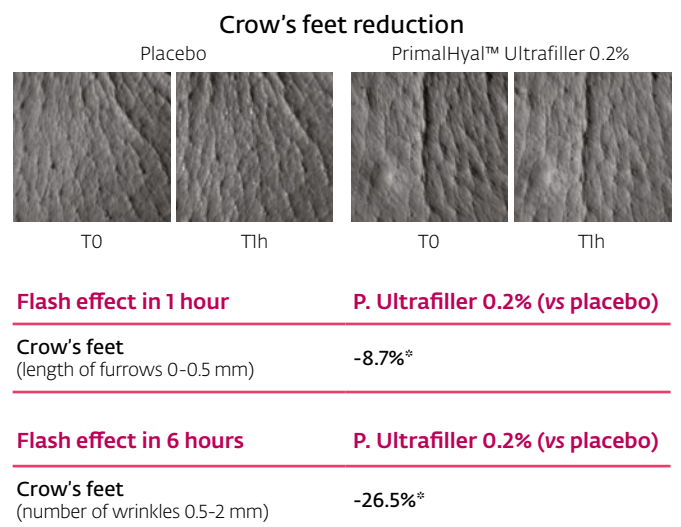 Crow's feet reduction
Placebo
PrimalHyal™ Ultrafiller 0.2%
T0
T1h
T0
T1h
Flash effect in 1 hour
P. Ultrafiller 0.2% (vs placebo)
Crow's feet
(length of furrows 0-0.5 mm)
-8.7%*
Flash effect in 6 hours
P. Ultrafiller 0.2% (vs placebo)
Crow's feet
(number of wrinkles 0.5-2 mm)
-26.5%*